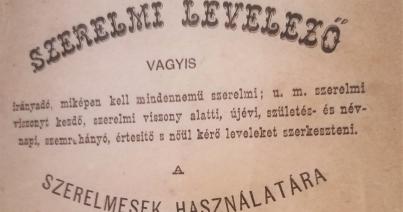 SZERELMI LEVELEZŐ
VAGYIS
irányadó, miképen kell mindennemű szerelmi; u. m. szerelmi
viszonyt kezdő, szerelmi viszony alatti, újévi, születés- és név-
napi, szemrehányó, értesitő s nőül kérő leveleket szerkeszteni.
A
SZERELMESEK HASZNÁLATÁRA